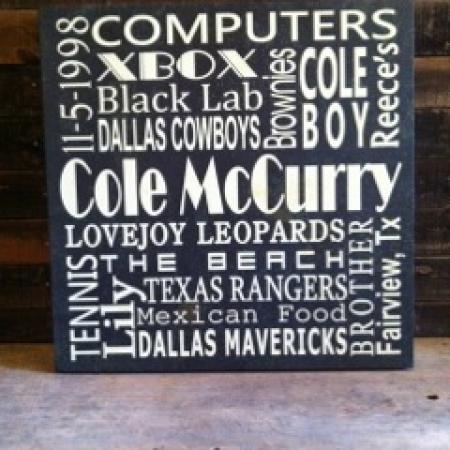 COMPUTERS
11-5-1998
XBOX
Brownies
COLE
BOY
Reece's
Black Lab
DALLAS COWBOYS
Cole McCurry
LOVEJOY LEOPARDS
TENNIS
THE BEACH
Lily
TEXAS RANGERS
Mexican Food
DALLAS MAVERICKS
BROTHER
Fairview, Tx